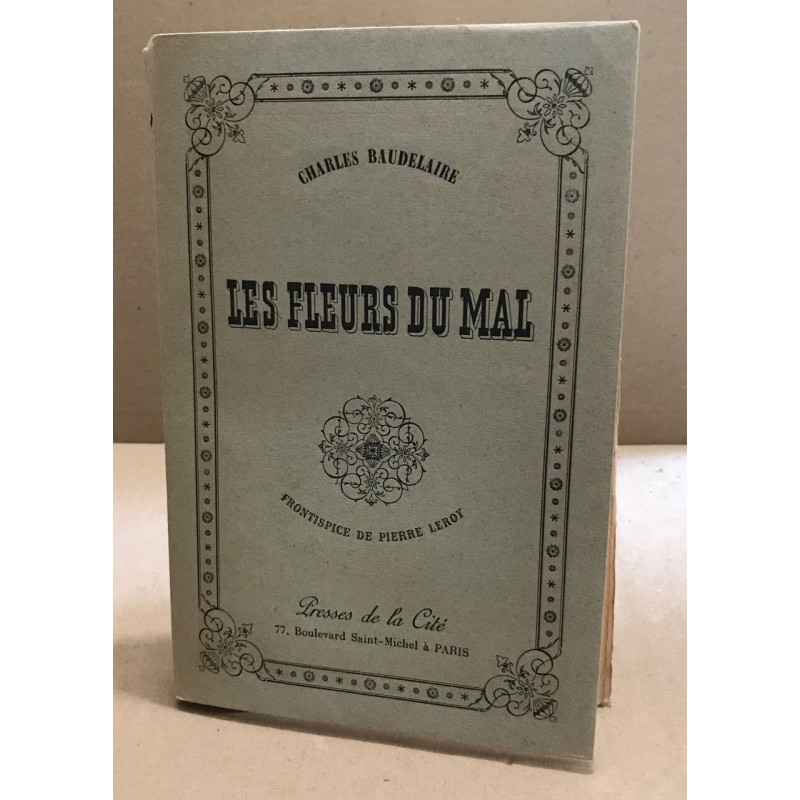 CHARLES BAUDELAIRE
LES FLEURS DU MAL
FRONTISPICE DE PIERRE LEROY
Presses de la Cité
77, Boulevard Saint-Michel à PARIS